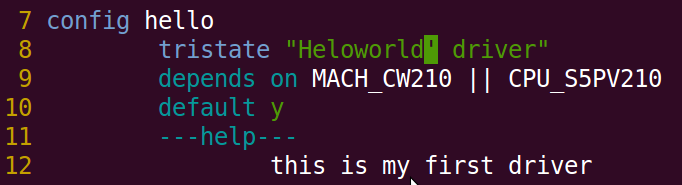 7 config hello
8 tristate "Heloworld' driver"
9 depends on MACH_CW210 || CPU_S5PV210
10 default y
11 ---help---
12 this is my first driver